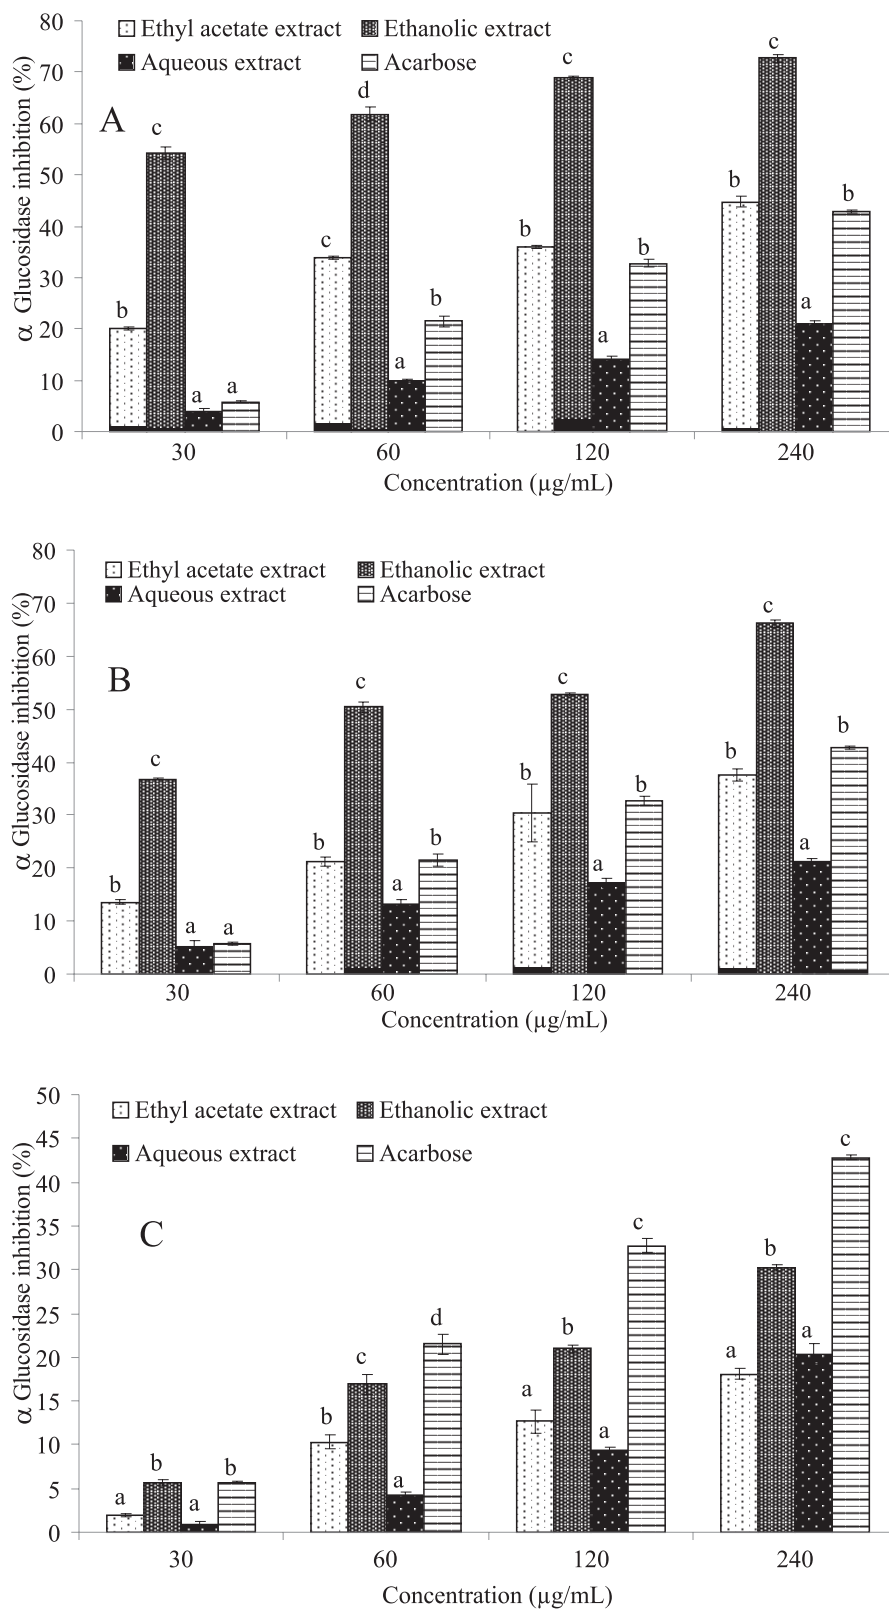 80
70
60
50
40
30
20
10
0
α Glucosidase inhibition (%)
Ethyl acetate extract Ethanolic extract
Aqueous extract Acarbose
A
b c a a
c d a b
b c a b
b c a b
30 60 120 240
Concentration (µg/mL)
80
70
60
50
40
30
20
10
0
α Glucosidase inhibition (%)
Ethyl acetate extract Ethanolic extract
Aqueous extract Acarbose
B
b c a a
b c a b
b c a b
b c a b
30 60 120 240
Concentration (µg/mL)
50
45
40
35
30
25
20
15
10
5
0
α Glucosidase inhibition (%)
Ethyl acetate extract Ethanolic extract
Aqueous extract Acarbose
C
a b a b
b c a d
a b a c
a b a c
30 60 120 240
Concentration (µg/mL)